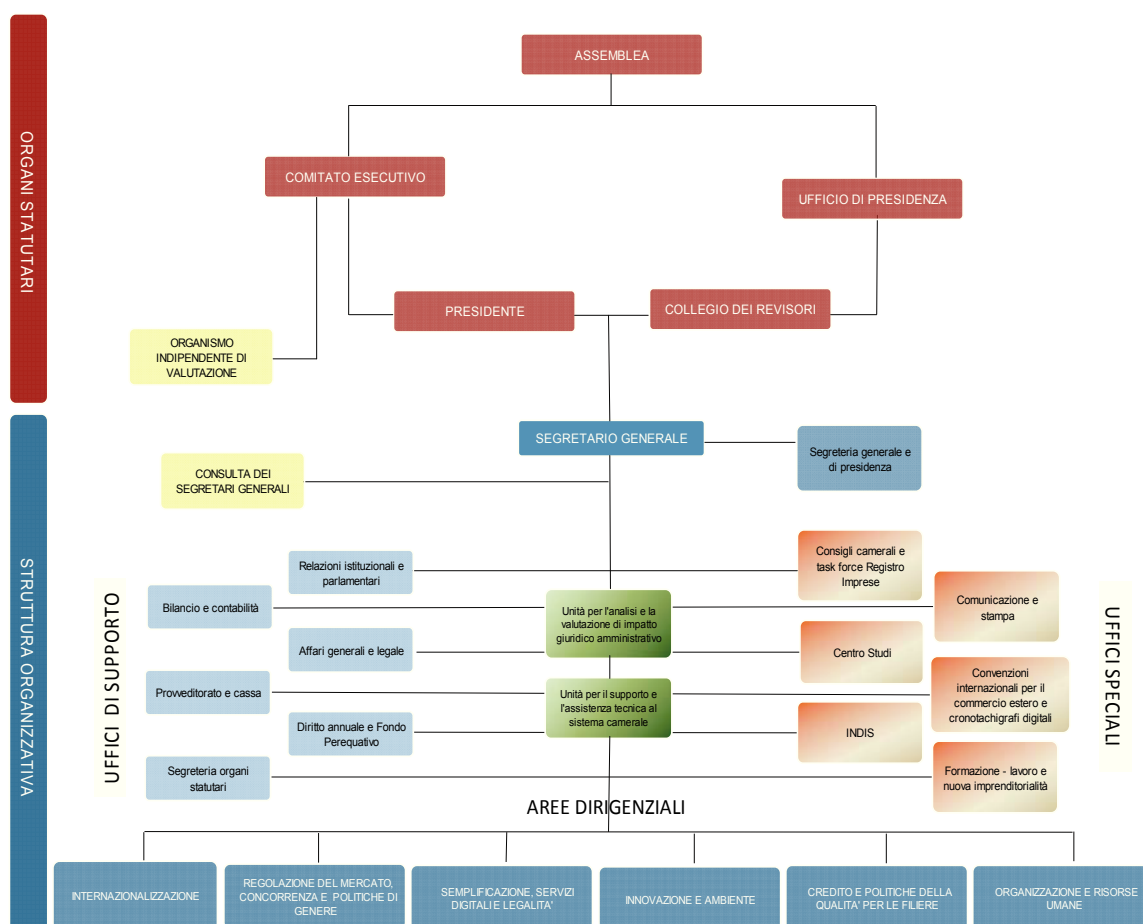 ORGANI STATUTARI
ASSEMBLEA
COMITATO ESECUTIVO
UFFICIO DI PRESIDENZA
PRESIDENTE
COLLEGIO DEI REVISORI
ORGANISMO
INDIPENDENTE DI
VALUTAZIONE
STRUTTURA ORGANIZZATIVA
SEGRETARIO GENERALE
Segreteria generale e
di presidenza
CONSULTA DEI
SEGRETARI GENERALI
UFFICI DI SUPPORTO
Relazioni istituzionali e
parlamentari
Bilancio e contabilità
Affari generali e legale
Provveditorato e cassa
Diritto annuale e Fondo
Perequativo
Segreteria organi
statutari
Unità per l'analisi e la
valutazione di impatto
giuridico amministrativo
Unità per il supporto e
l'assistenza tecnica al
sistema camerale
Consigli camerali e
task force Registro
Imprese
Comunicazione e
stampa
Centro Studi
Convenzioni
internazionali per il
commercio estero e
cronotachigrafi digitali
INDIS
Formazione - lavoro e
nuova imprenditorialità
UFFICI SPECIALI
AREE DIRIGENZIALI
INTERNAZIONALIZZAZIONE
REGOLAZIONE DEL MERCATO,
CONCORRENZA E POLITICHE DI
GENERE
SEMPLIFICAZIONE, SERVIZI
DIGITALI E LEGALITA'
INNOVAZIONE E AMBIENTE
CREDITO E POLITICHE DELLA
QUALITA' PER LE FILIERE
ORGANIZZAZIONE E RISORSE
UMANE